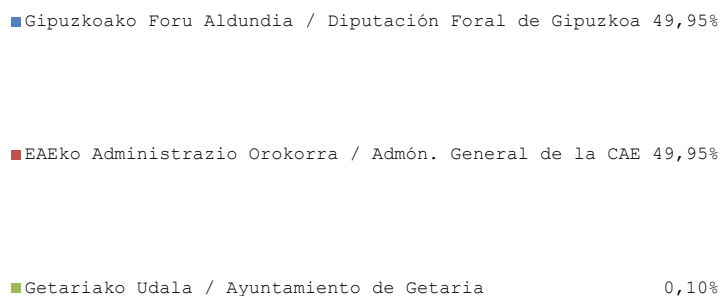 Gipuzkoako Foru Aldundia / Diputación Foral de Gipuzkoa 49,95%
EAEko Administrazio Orokorra / Admón. General de la CAE 49,95%
Getariako Udala / Ayuntamiento de Getaria 0,10%